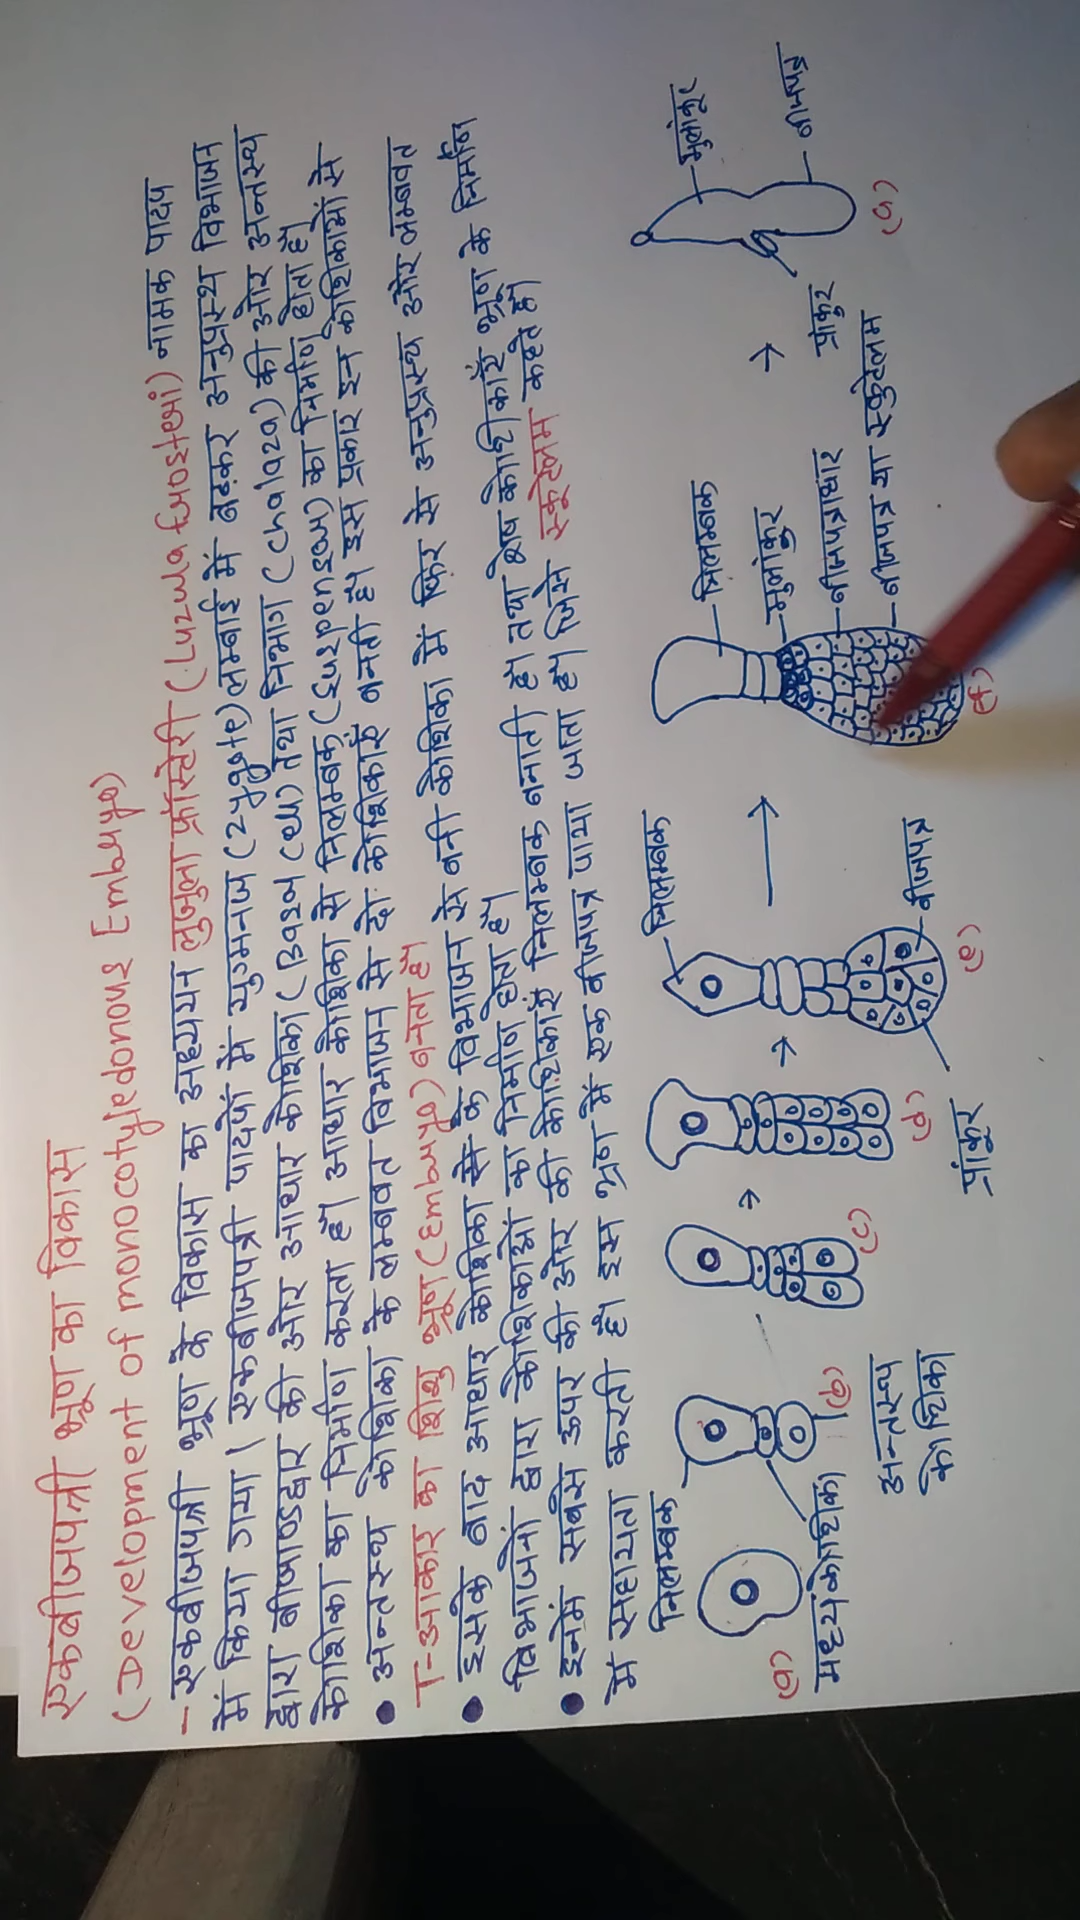 एकबीजपत्री भ्रूण का विकास
(Development of monocotyledonous Embryo)
- एकबीजपत्री भ्रूण के विकास का अध्ययन लुजुला फ्रॉस्टेरी (Luzula frosteri) नामक पादप
में किया गया। एकबीजपत्री पादपों में युग्मनज (Zygote) लम्बाई में बढ़कर अनुप्रस्थ विभाजन
द्वारा बीजाण्डद्वार की ओर आधार कोशिका (Basal cell) तथा निभाग (Chalaza) की ओर अन्तस्थ
कोशिका का निर्माण करता है। आधार कोशिका से निलम्बक (Suspensor) का निर्माण होता है।
• अन्तस्थ कोशिका के लम्बवत विभाजन से दो कोशिकाऐं बनती है। इस प्रकार इन कोशिकाओं से
T-आकार का शिशु भ्रूण (Embryo) बनता है।
• इसके बाद आधार कोशिका के विभाजन से बनी कोशिका में फिर से अनुप्रस्थ और लम्बवत
विभाजनों द्वारा कोशिकाओं का निर्माण होता है।
• इनमें सबसे ऊपर की ओर की कोशिकाऐं निलम्बक बनाती है। तथा शेष कोशिकाऐं भ्रूण के निर्माण
में सहायता करती है। इस भ्रूण में एक बीजपत्र पाया जाता है। जिसे स्कूटेलम कहते है।
निलम्बक
मध्यकोशिक
अन्तस्थ
कोशिका
निलम्बक
प्रांकुर
बीजपत्र
निलम्बक
मुलांकुर
बीजपत्राधार
बीजपत्र या स्कुटेलम
मुलांकूर
प्रांकुर
बीजपत्र
(a)
(b)
(c)
(d)
(e)
(f)
(g)